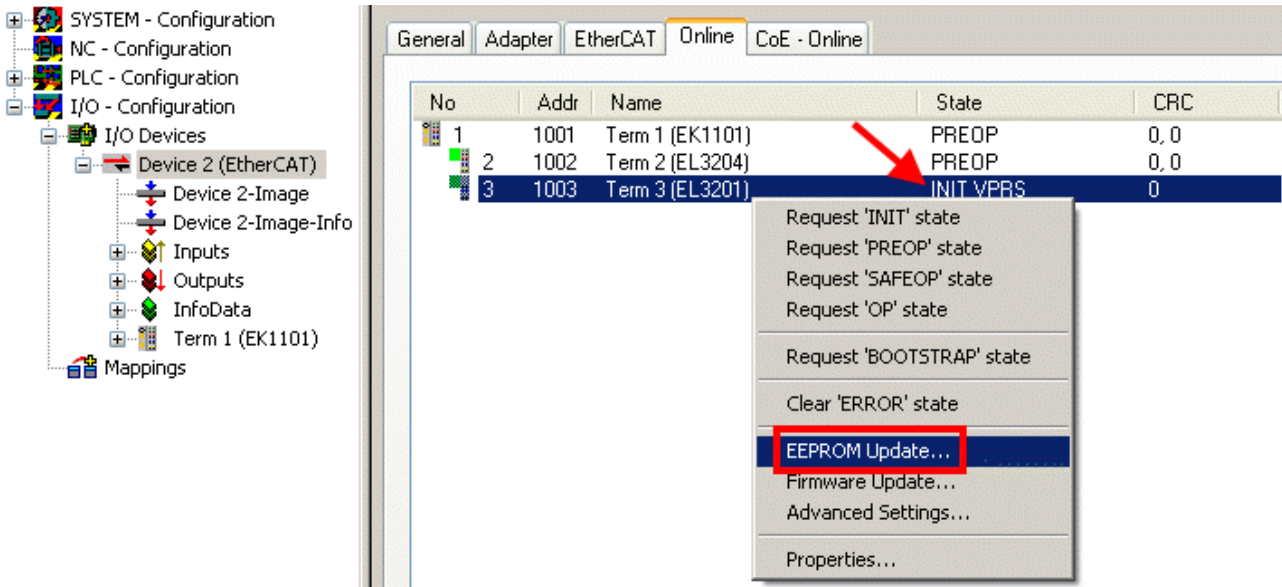 SYSTEM - Configuration
NC - Configuration
PLC - Configuration
I/O - Configuration
I/O Devices
Device 2 (EtherCAT)
Device 2-Image
Device 2-Image-Info
Inputs
Outputs
InfoData
Term 1 (EK1101)
Mappings
General Adapter EtherCAT Online CoE - Online
No Addr Name State CRC
1 1001 Term 1 (EK1101) PREOP 0, 0
2 1002 Term 2 (EL3204) PREOP 0, 0
3 1003 Term 3 (EL3201) INIT VPRS 0
Request 'INIT' state
Request 'PREOP' state
Request 'SAFEOP' state
Request 'OP' state
Request 'BOOTSTRAP' state
Clear 'ERROR' state
EEPROM Update...
Firmware Update...
Advanced Settings...
Properties...